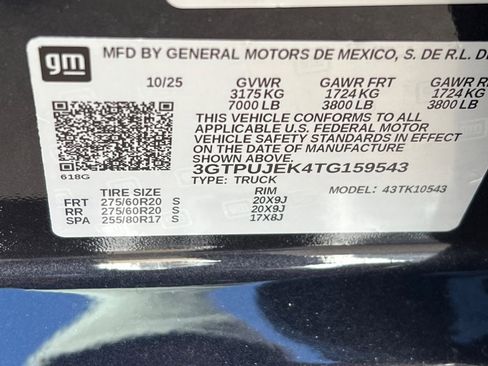 gm
MFD BY GENERAL MOTORS DE MEXICO, S. DE R.L. DE
10/25 GVWR GAWR FRT GAWR R
3175 KG 1724 KG 1724 KG
7000 LB 3800 LB 3800 LB
THIS VEHICLE CONFORMS TO ALL
APPLICABLE U.S. FEDERAL MOTOR
VEHICLE SAFETY STANDARDS IN EFFECT
ON THE DATE OF MANUFACTURE
SHOWN ABOVE.
618G 3GTPUJEK4TG159543
TYPE: TRUCK MODEL: 43TK10543
TIRE SIZE RIM
FRT 275/60R20 S 20X9J
RR 275/60R20 S 20X9J
SPA 255/80R17 S 17X8J